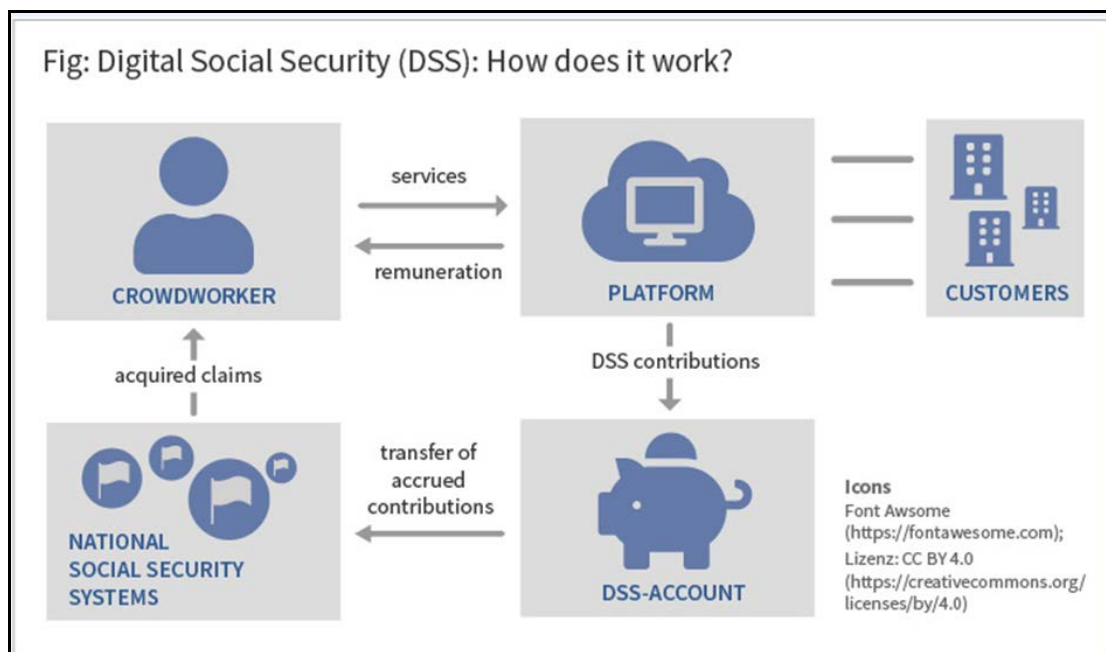 Fig: Digital Social Security (DSS): How does it work?
CROWDWORKER
services
remuneration
PLATFORM
CUSTOMERS
acquired claims
DSS contributions
NATIONAL
SOCIAL SECURITY
SYSTEMS
transfer of
accrued
contributions
DSS-ACCOUNT
Icons
Font Awsome
(https://fontawesome.com);
Lizenz: CC BY 4.0
(https://creativecommons.org/
licenses/by/4.0)